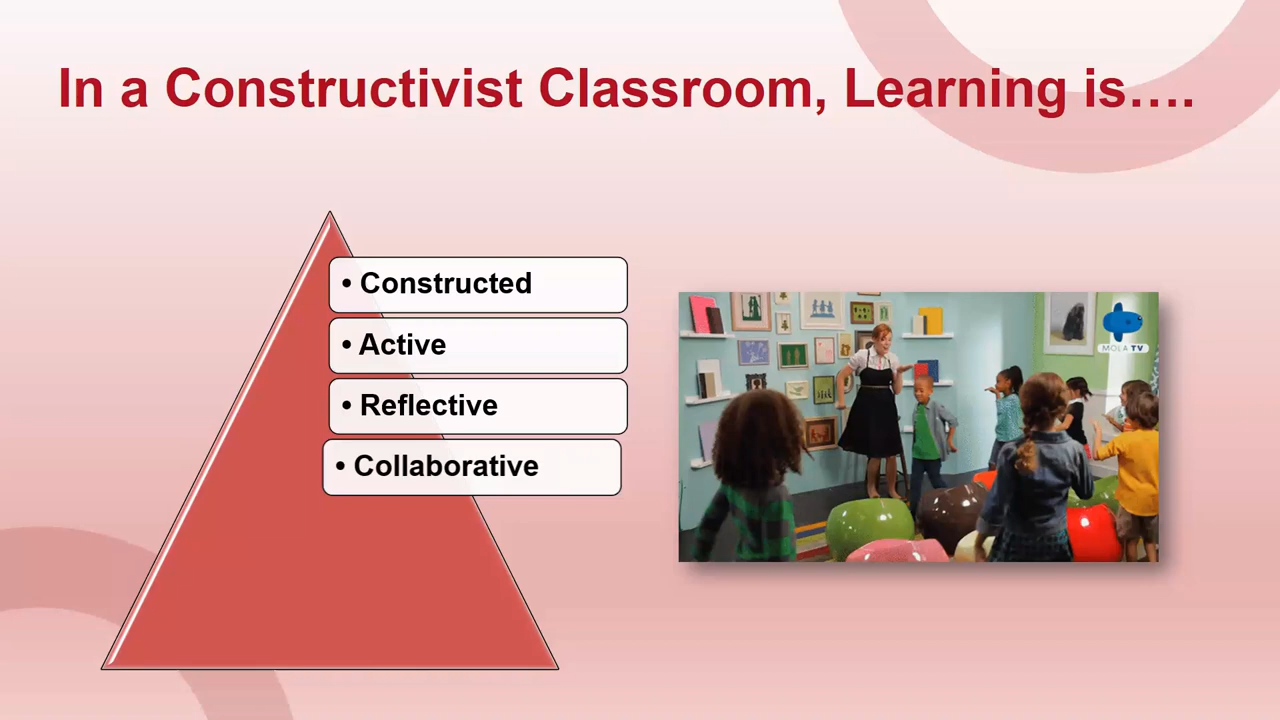 In a Constructivist Classroom, Learning is….
• Constructed
• Active
• Reflective
• Collaborative
MOLA TV